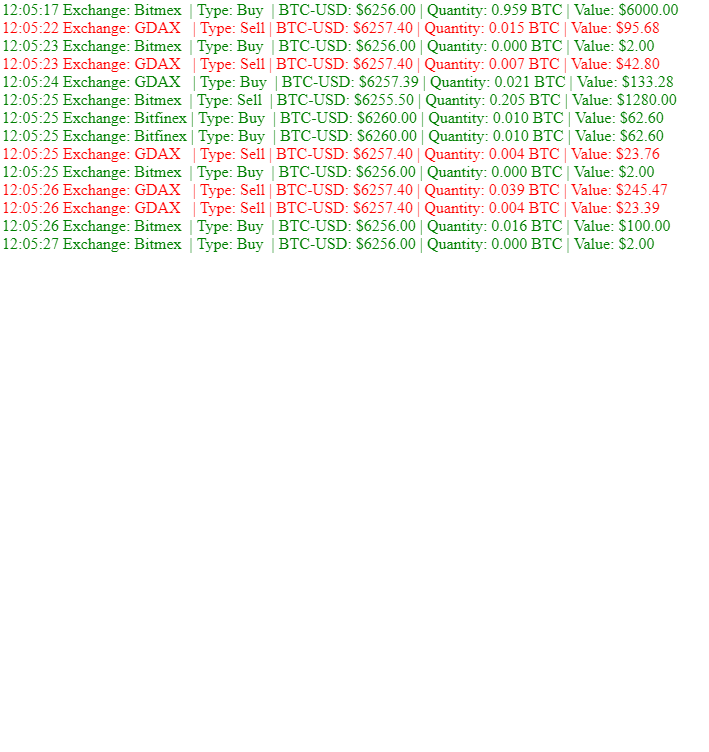 12:05:17 Exchange: Bitmex | Type: Buy | BTC-USD: $6256.00 | Quantity: 0.959 BTC | Value: $6000.00
12:05:22 Exchange: GDAX | Type: Sell | BTC-USD: $6257.40 | Quantity: 0.015 BTC | Value: $95.68
12:05:23 Exchange: Bitmex | Type: Buy | BTC-USD: $6256.00 | Quantity: 0.000 BTC | Value: $2.00
12:05:23 Exchange: GDAX | Type: Sell | BTC-USD: $6257.40 | Quantity: 0.007 BTC | Value: $42.80
12:05:24 Exchange: GDAX | Type: Buy | BTC-USD: $6257.39 | Quantity: 0.021 BTC | Value: $133.28
12:05:25 Exchange: Bitmex | Type: Sell | BTC-USD: $6255.50 | Quantity: 0.205 BTC | Value: $1280.00
12:05:25 Exchange: Bitfinex | Type: Buy | BTC-USD: $6260.00 | Quantity: 0.010 BTC | Value: $62.60
12:05:25 Exchange: Bitfinex | Type: Buy | BTC-USD: $6260.00 | Quantity: 0.010 BTC | Value: $62.60
12:05:25 Exchange: GDAX | Type: Sell | BTC-USD: $6257.40 | Quantity: 0.004 BTC | Value: $23.76
12:05:25 Exchange: Bitmex | Type: Buy | BTC-USD: $6256.00 | Quantity: 0.000 BTC | Value: $2.00
12:05:26 Exchange: GDAX | Type: Sell | BTC-USD: $6257.40 | Quantity: 0.039 BTC | Value: $245.47
12:05:26 Exchange: GDAX | Type: Sell | BTC-USD: $6257.40 | Quantity: 0.004 BTC | Value: $23.39
12:05:26 Exchange: Bitmex | Type: Buy | BTC-USD: $6256.00 | Quantity: 0.016 BTC | Value: $100.00
12:05:27 Exchange: Bitmex | Type: Buy | BTC-USD: $6256.00 | Quantity: 0.000 BTC | Value: $2.00